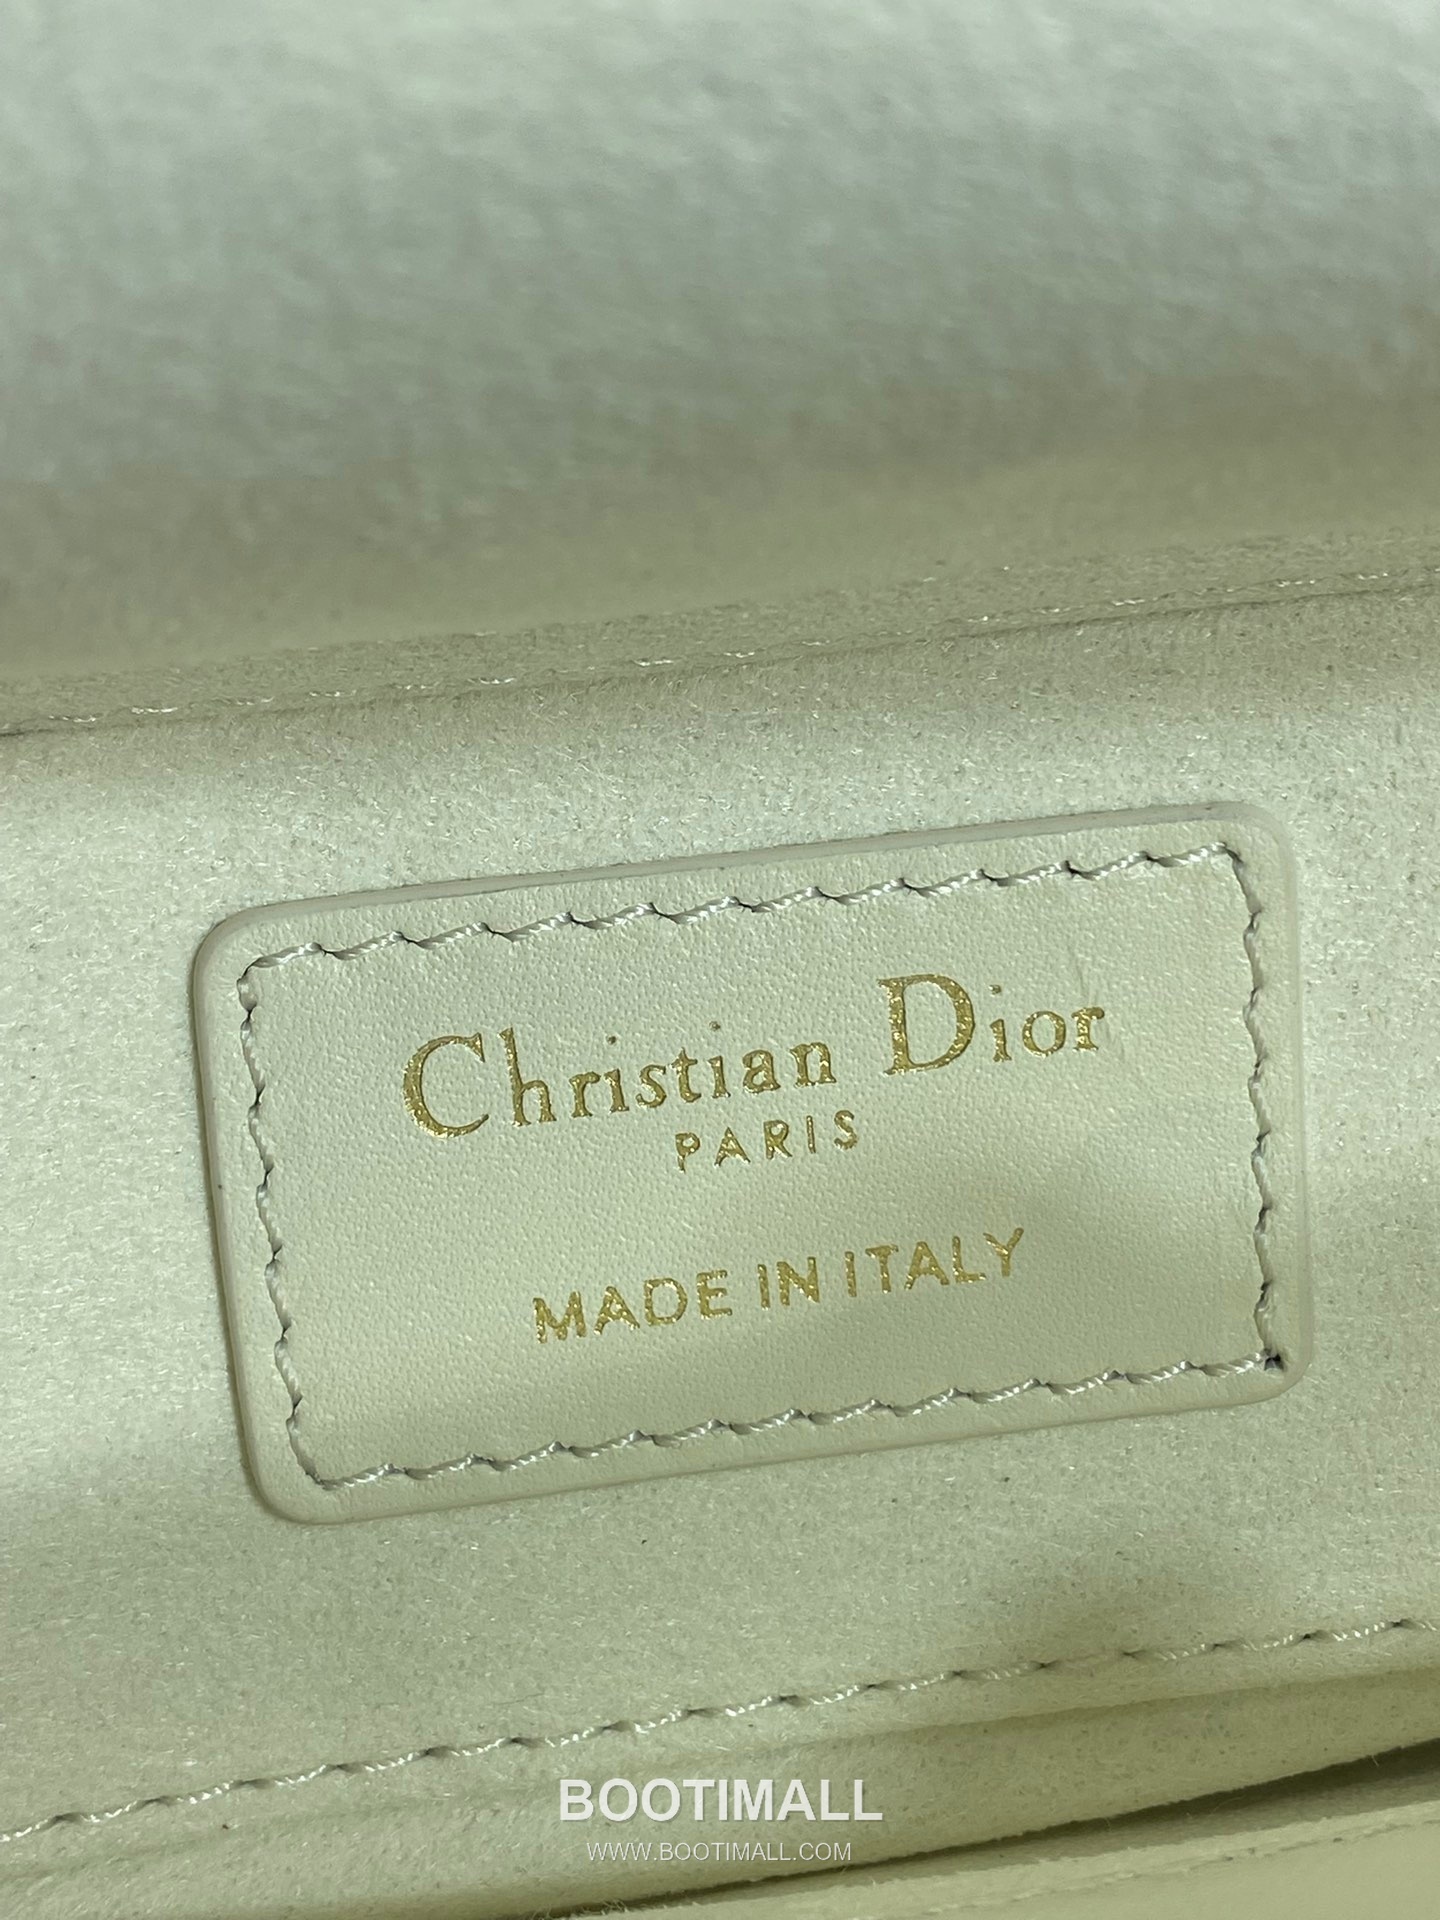 Christian Dior
PARIS
MADE IN ITALY
BOOTIMALL
WWW.BOOTIMALL.COM